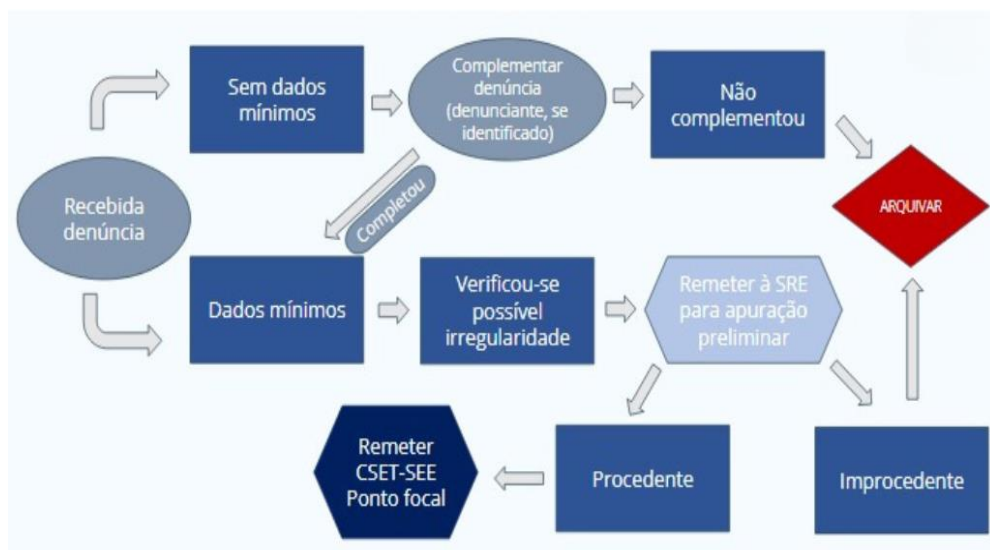 Sem dados
mínimos
Complementar
denúncia
(denunciante, se
identificado)
Não
complementou
Recebida
denúncia
Completou
ARQUIVAR
Dados mínimos
Verificou-se
possível
irregularidade
Remeter à SRE
para apuração
preliminar
Remeter
CSET-SEE
Ponto focal
Procedente
Improcedente